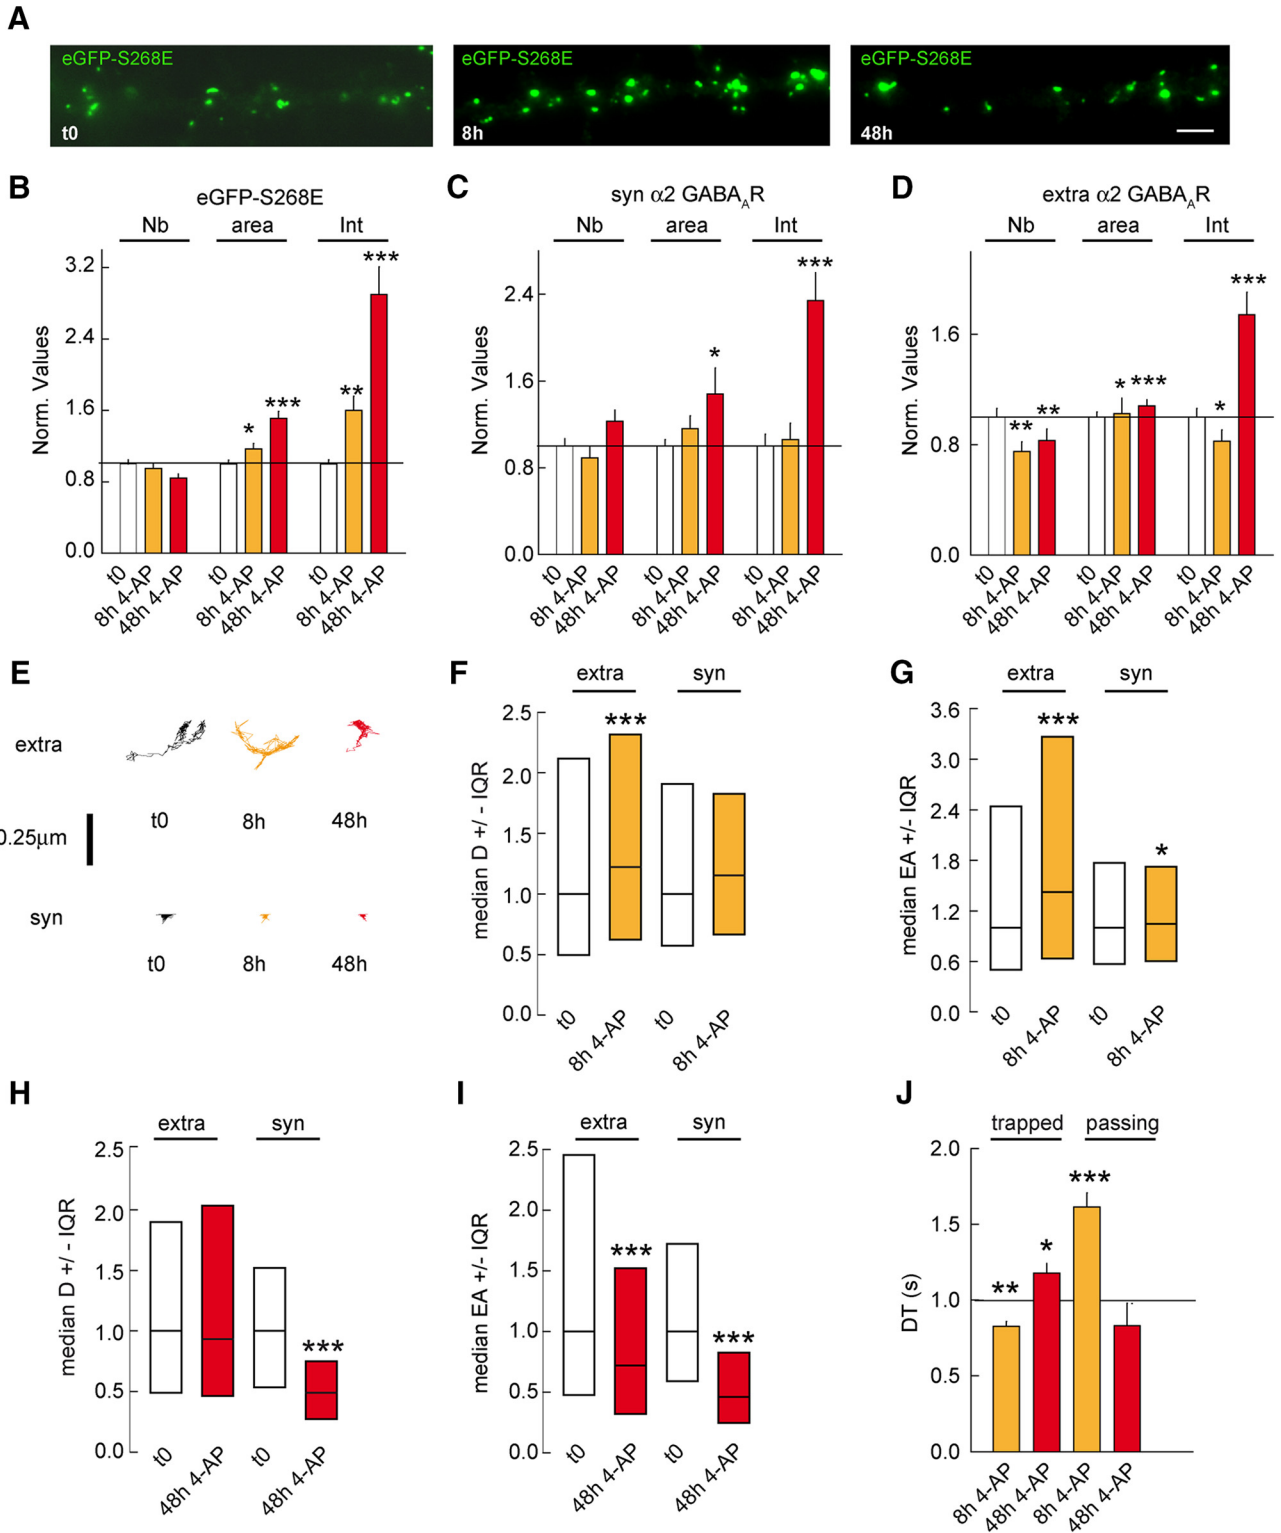 A
eGFP-S268E
t0
eGFP-S268E
8h
eGFP-S268E
48h
B
eGFP-S268E
Nb area Int
Norm. Values
3.2
2.4
1.6
0.8
0.0
* *** ** ***
t0 8h 4-AP 48h 4-AP t0 8h 4-AP 48h 4-AP t0 8h 4-AP 48h 4-AP
C
syn α2 GABA_AR
Nb area Int
Norm. Values
2.4
1.6
0.8
0.0
* ***
t0 8h 4-AP 48h 4-AP t0 8h 4-AP 48h 4-AP t0 8h 4-AP 48h 4-AP
D
extra α2 GABA_AR
Nb area Int
Norm. Values
1.6
0.8
0.0
** ** * *** * ***
t0 8h 4-AP 48h 4-AP t0 8h 4-AP 48h 4-AP t0 8h 4-AP 48h 4-AP
E
extra
t0 8h 48h
0.25μm
syn
t0 8h 48h
F
extra syn
median D +/- IQR
2.5
2.0
1.5
1.0
0.5
0.0
***
t0 8h 4-AP t0 8h 4-AP
G
extra syn
median EA +/- IQR
3.6
3.0
2.4
1.8
1.2
0.6
0.0
*** *
t0 8h 4-AP t0 8h 4-AP
H
extra syn
median D +/- IQR
2.5
2.0
1.5
1.0
0.5
0.0
***
t0 48h 4-AP t0 48h 4-AP
I
extra syn
median EA +/- IQR
2.5
2.0
1.5
1.0
0.5
0.0
*** ***
t0 48h 4-AP t0 48h 4-AP
J
trapped passing
DT (s)
2.0
1.5
1.0
0.5
0.0
** * ***
8h 4-AP 48h 4-AP 8h 4-AP 48h 4-AP